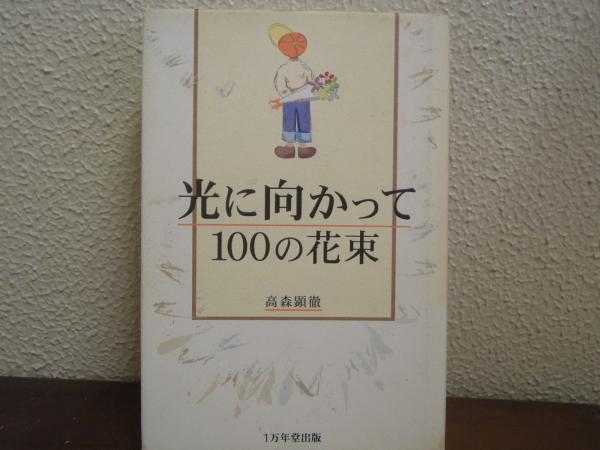 光に向かって
100の花束
高森顕徹
1万年堂出版